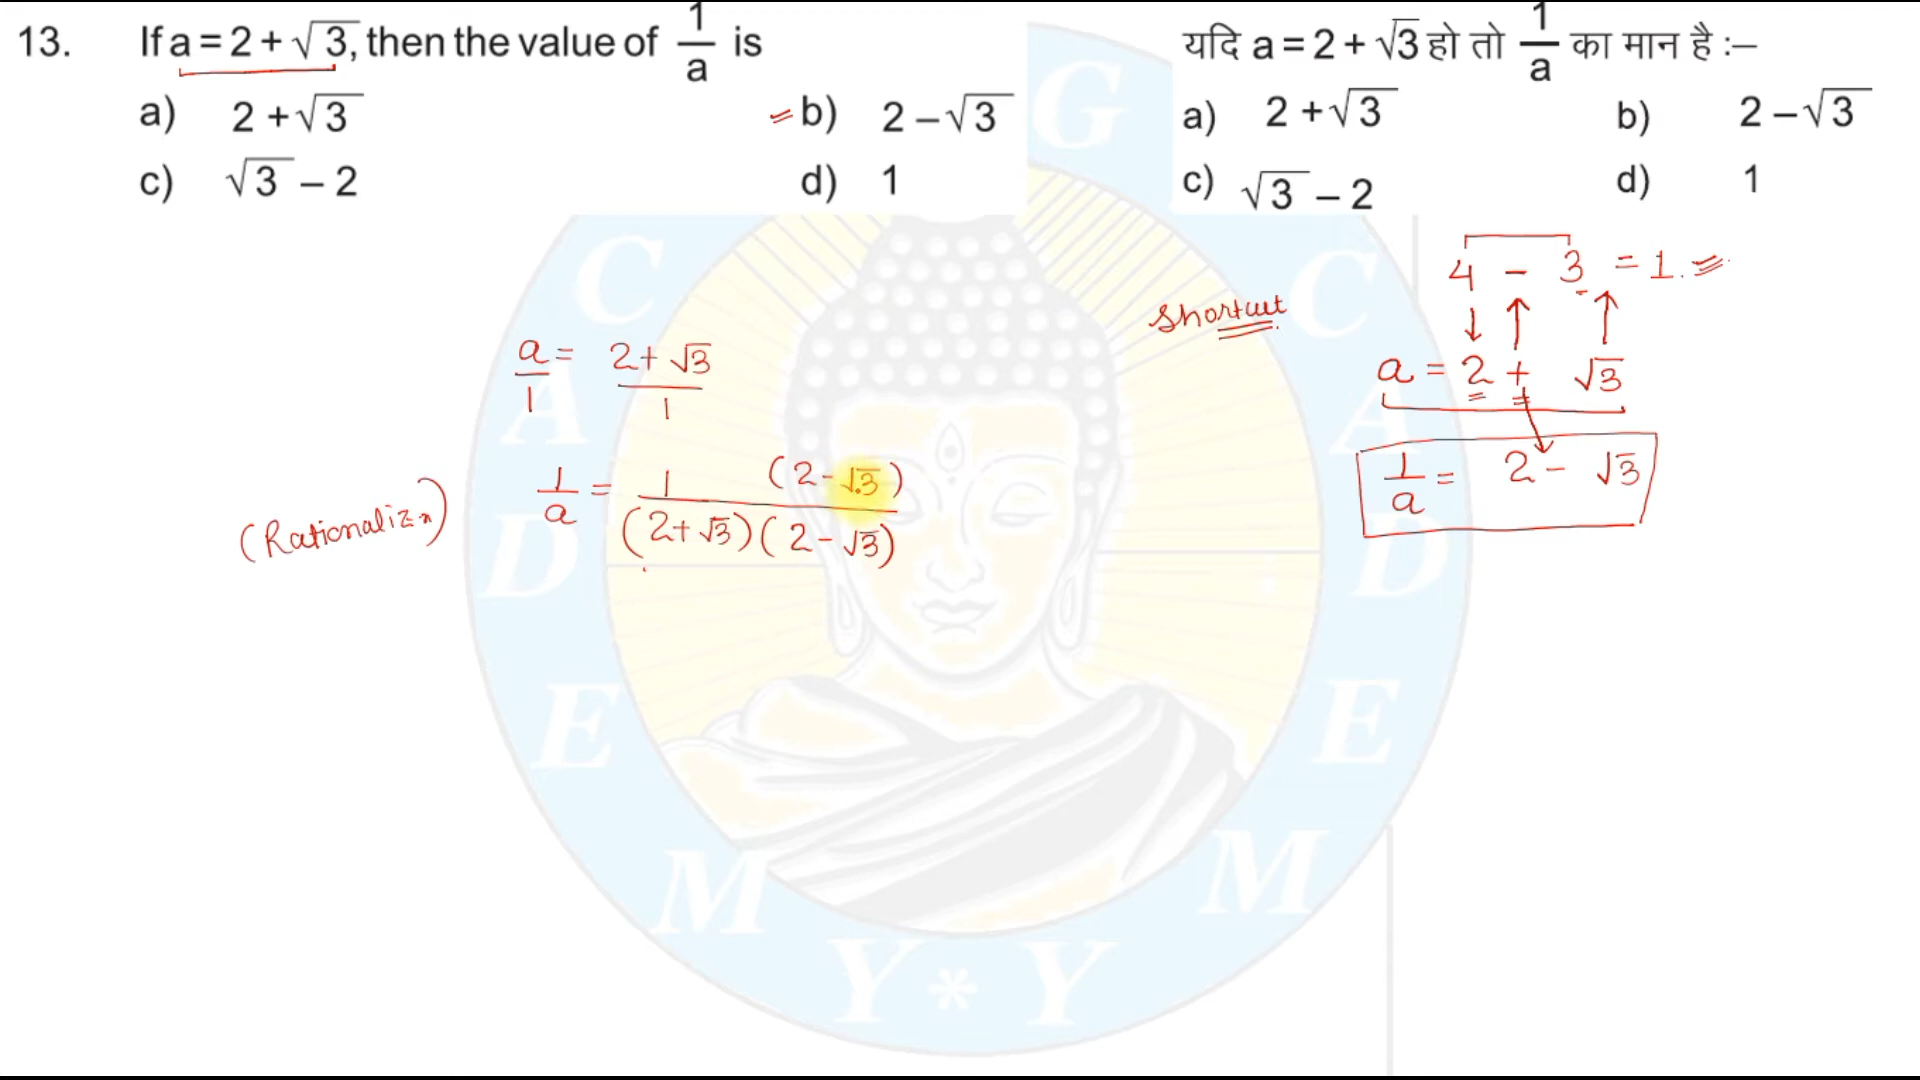 13. If a = 2 + √3, then the value of 1/a is
a) 2 + √3
b) 2 – √3
c) √3 – 2
d) 1
यदि a = 2 + √3 हो तो 1/a का मान है :–
a) 2 + √3
b) 2 – √3
c) √3 – 2
d) 1
a/1 = 2 + √3/1
(Rationalizn)
1/a = 1 (2 - √3)/(2 + √3)(2 - √3)
Shortcut
4 - 3 = 1.
a = 2 + √3
1/a = 2 - √3
G
C A D E M Y * Y M E D A C